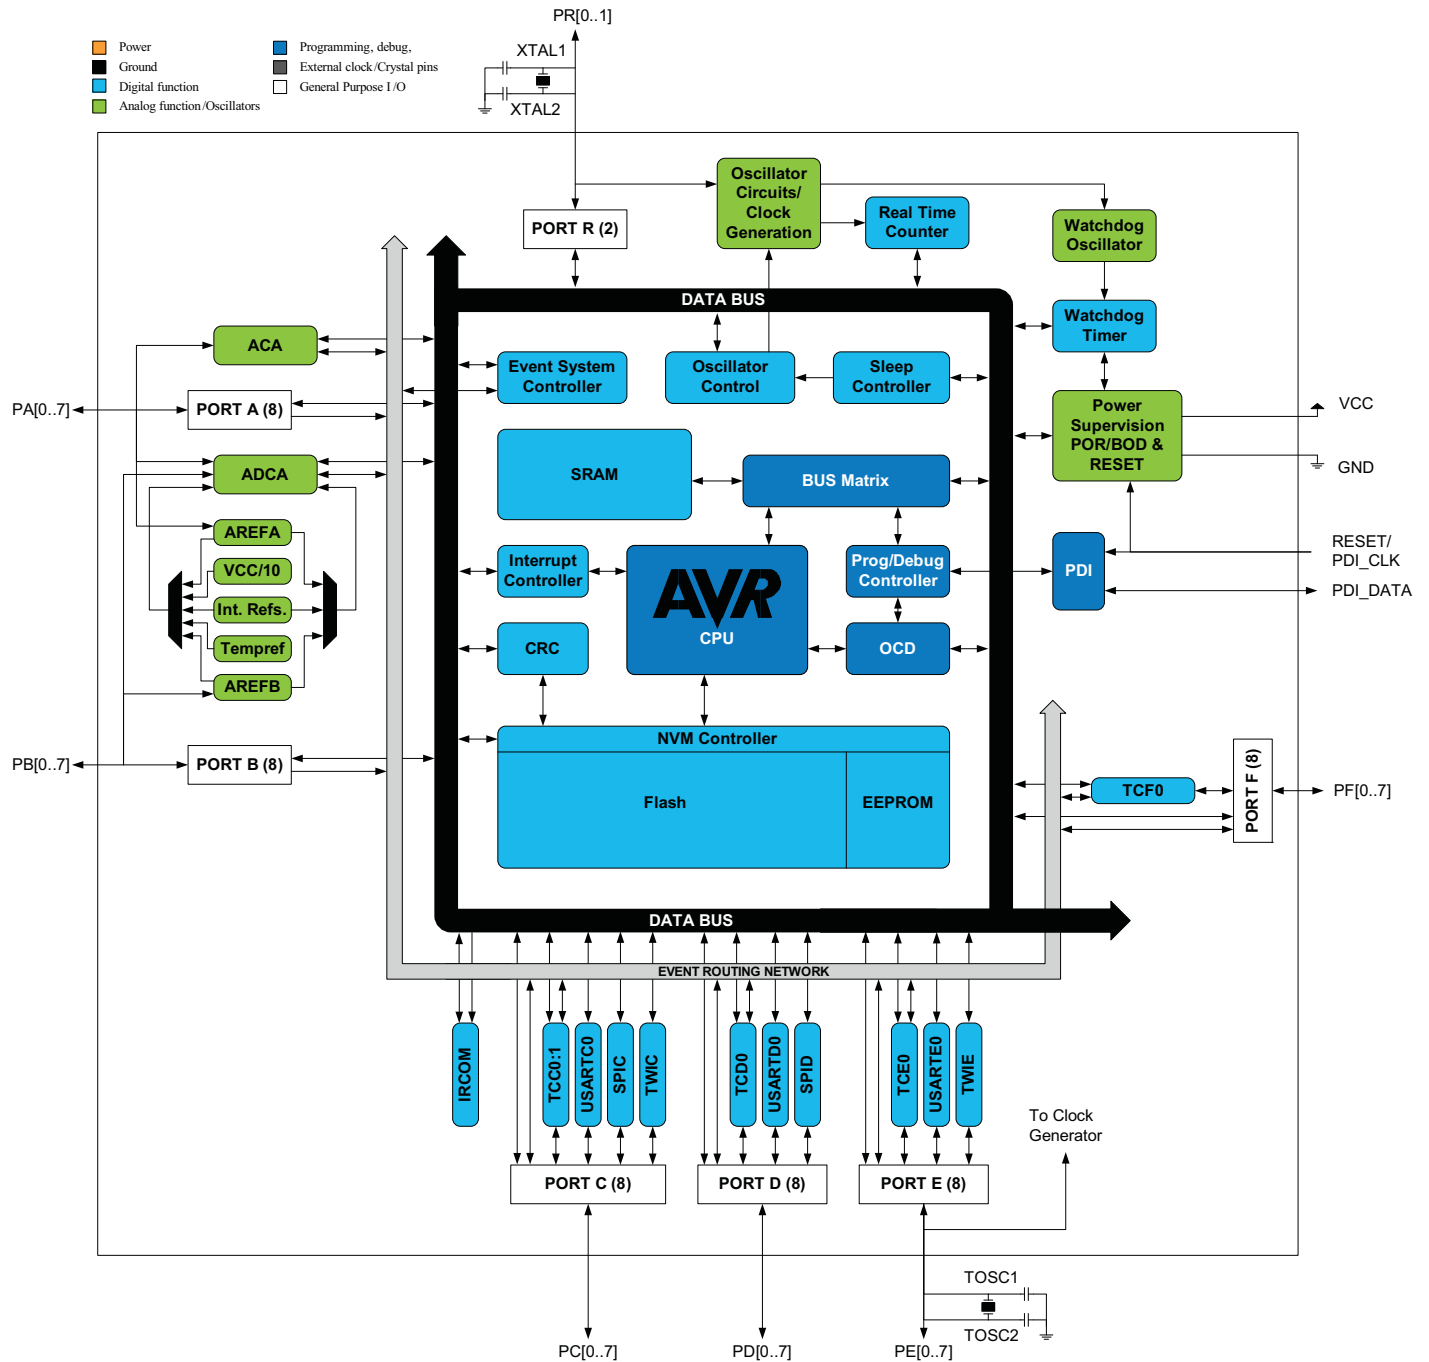 PR[0..1]
Power
Ground
Digital function
Analog function/Oscillators
Programming, debug,
External clock/Crystal pins
General Purpose I/O
XTAL1
XTAL2
Oscillator
Circuits/
Clock
Generation
Real Time
Counter
PORT R (2)
Watchdog
Oscillator
DATA BUS
Watchdog
Timer
ACA
Event System
Controller
Oscillator
Control
Sleep
Controller
PA[0..7]
PORT A (8)
Power
Supervision
POR/BOD &
RESET
VCC
GND
ADCA
SRAM
BUS Matrix
AREFA
VCC/10
Int. Refs.
Tempref
AREFB
Interrupt
Controller
AVR
CPU
Prog/Debug
Controller
PDI
RESET/
PDI_CLK
PDI_DATA
CRC
OCD
PB[0..7]
PORT B (8)
NVM Controller
Flash
EEPROM
TCF0
PORT F (8)
PF[0..7]
DATA BUS
EVENT ROUTING NETWORK
IRCOM
TCC0:1
USARTC0
SPIC
TWIC
TCD0
USARTD0
SPID
TCE0
USARTE0
TWIE
To Clock
Generator
PORT C (8)
PORT D (8)
PORT E (8)
TOSC1
TOSC2
PC[0..7]
PD[0..7]
PE[0..7]